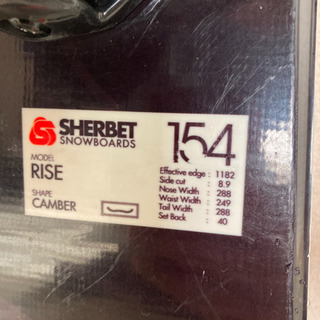 SHERBET
SNOWBOARDS
MODEL
RISE
SHAPE
CAMBER
154
Effective edge : 1182
Side cut : 8.9
Nose Width : 288
Waist Width : 249
Tail Width : 288
Set Back : 40